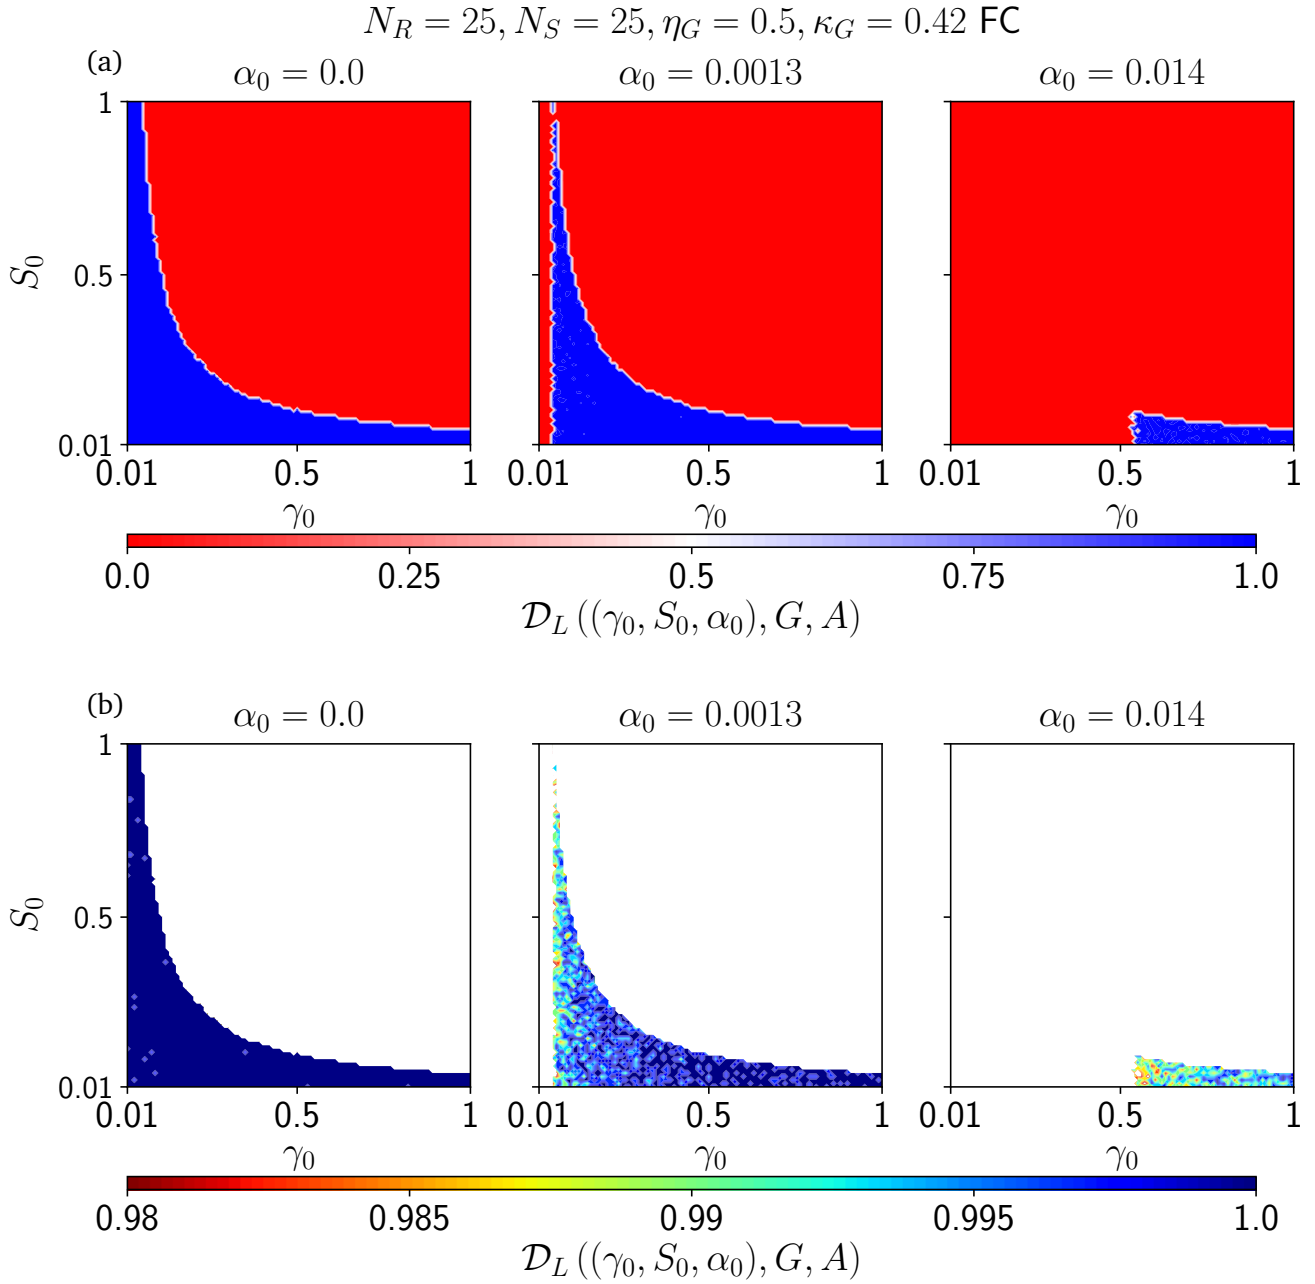 N_R = 25, N_S = 25, η_G = 0.5, κ_G = 0.42 FC
(a)
α_0 = 0.0 α_0 = 0.0013 α_0 = 0.014
1
S_0
0.5
0.01
0.01 0.5 1 0.01 0.5 1 0.01 0.5 1
γ_0 γ_0 γ_0
0.0 0.25 0.5 0.75 1.0
𝒟_L ((γ_0, S_0, α_0), G, A)
(b)
α_0 = 0.0 α_0 = 0.0013 α_0 = 0.014
1
S_0
0.5
0.01
0.01 0.5 1 0.01 0.5 1 0.01 0.5 1
γ_0 γ_0 γ_0
0.98 0.985 0.99 0.995 1.0
𝒟_L ((γ_0, S_0, α_0), G, A)